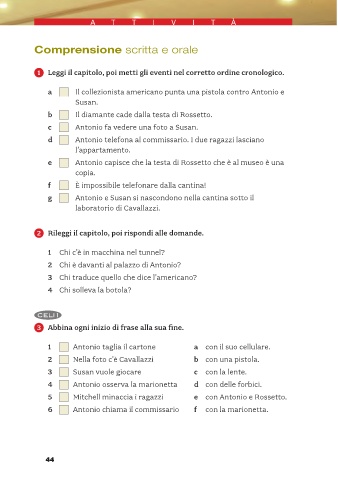 ATTIVITÀ
Comprensione scritta e orale
1 Leggi il capitolo, poi metti gli eventi nel corretto ordine cronologico.
a Il collezionista americano punta una pistola contro Antonio e
Susan.
b Il diamante cade dalla testa di Rossetto.
c Antonio fa vedere una foto a Susan.
d Antonio telefona al commissario. I due ragazzi lasciano
l'appartamento.
e Antonio capisce che la testa di Rossetto che è al museo è una
copia.
f È impossibile telefonare dalla cantina!
g Antonio e Susan si nascondono nella cantina sotto il
laboratorio di Cavallazzi.
2 Rileggi il capitolo, poi rispondi alle domande.
1 Chi c'è in macchina nel tunnel?
2 Chi è davanti al palazzo di Antonio?
3 Chi traduce quello che dice l'americano?
4 Chi solleva la botola?
CELI 1
3 Abbina ogni inizio di frase alla sua fine.
1 Antonio taglia il cartone a con il suo cellulare.
2 Nella foto c'è Cavallazzi b con una pistola.
3 Susan vuole giocare c con la lente.
4 Antonio osserva la marionetta d con delle forbici.
5 Mitchell minaccia i ragazzi e con Antonio e Rossetto.
6 Antonio chiama il commissario f con la marionetta.
44